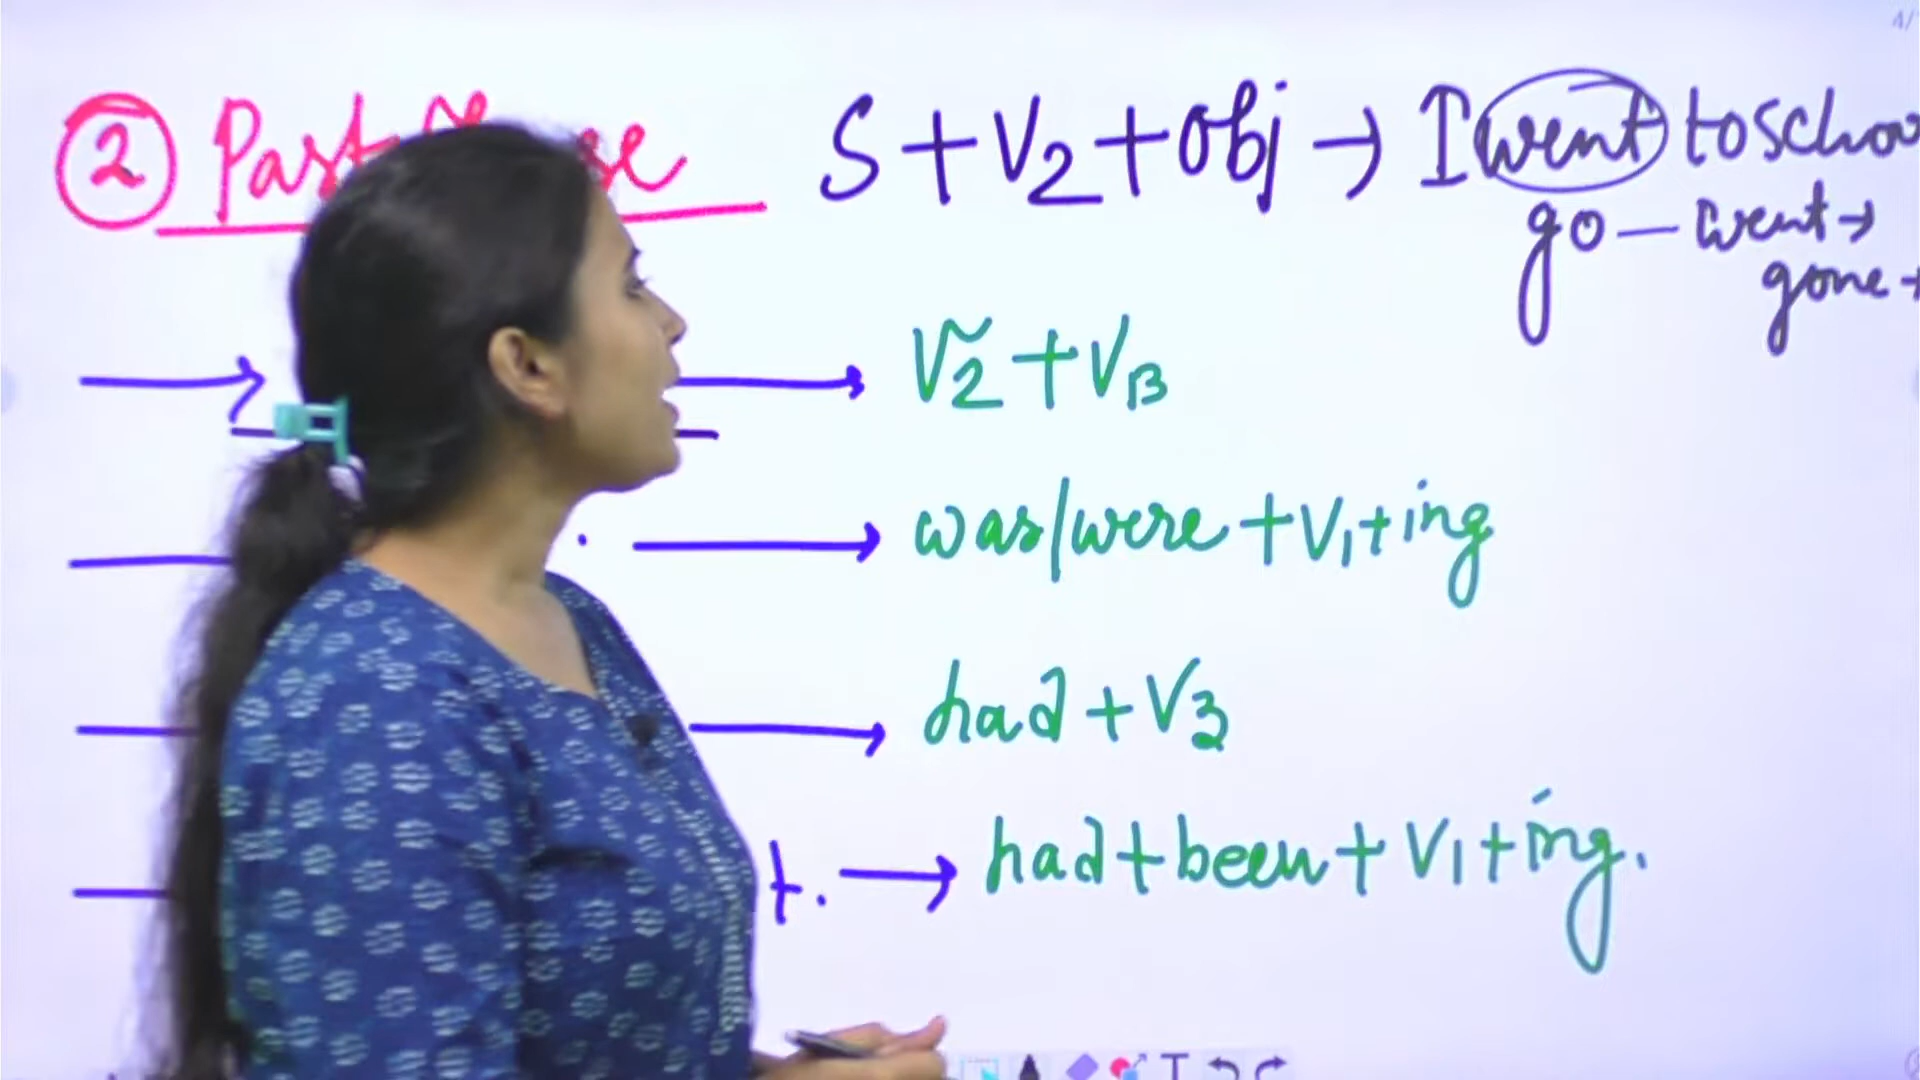 ② Past S + V2 + Obj → I went to
go — went →
gone
→ V2 + V3
→ was/were + V1 + ing
→ had + V3
t. → had + been + V1 + ing.
T